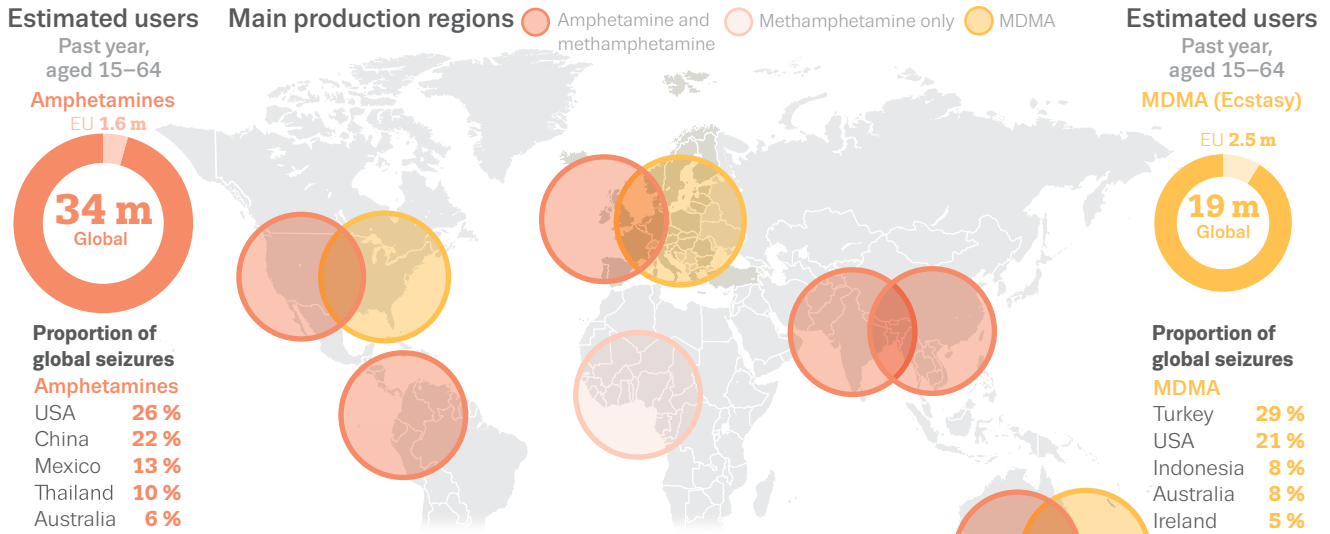 Estimated users
Past year,
aged 15–64
Amphetamines
EU 1.6 m
34 m
Global
Proportion of
global seizures
Amphetamines
USA 26 %
China 22 %
Mexico 13 %
Thailand 10 %
Australia 6 %
Main production regions
Amphetamine and
methamphetamine
Methamphetamine only
MDMA
Estimated users
Past year,
aged 15–64
MDMA (Ecstasy)
EU 2.5 m
19 m
Global
Proportion of
global seizures
MDMA
Turkey 29 %
USA 21 %
Indonesia 8 %
Australia 8 %
Ireland 5 %